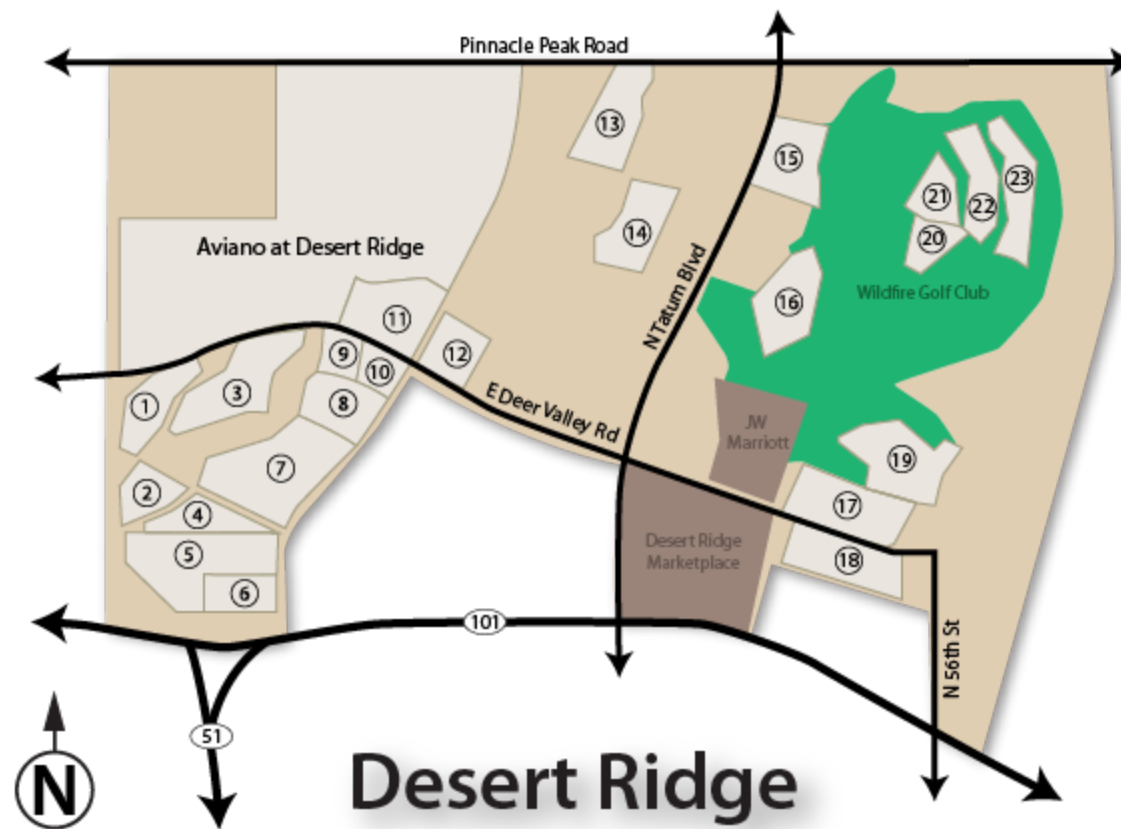 Pinnacle Peak Road
13
15
23
21
22
14
20
Aviano at Desert Ridge
N Tatum Blvd
Wildfire Golf Club
16
11
9
10
12
3
1
8
E Deer Valley Rd
JW
Marriott
7
19
2
4
17
5
Desert Ridge
Marketplace
18
6
101
N 56th St
51
N
Desert Ridge